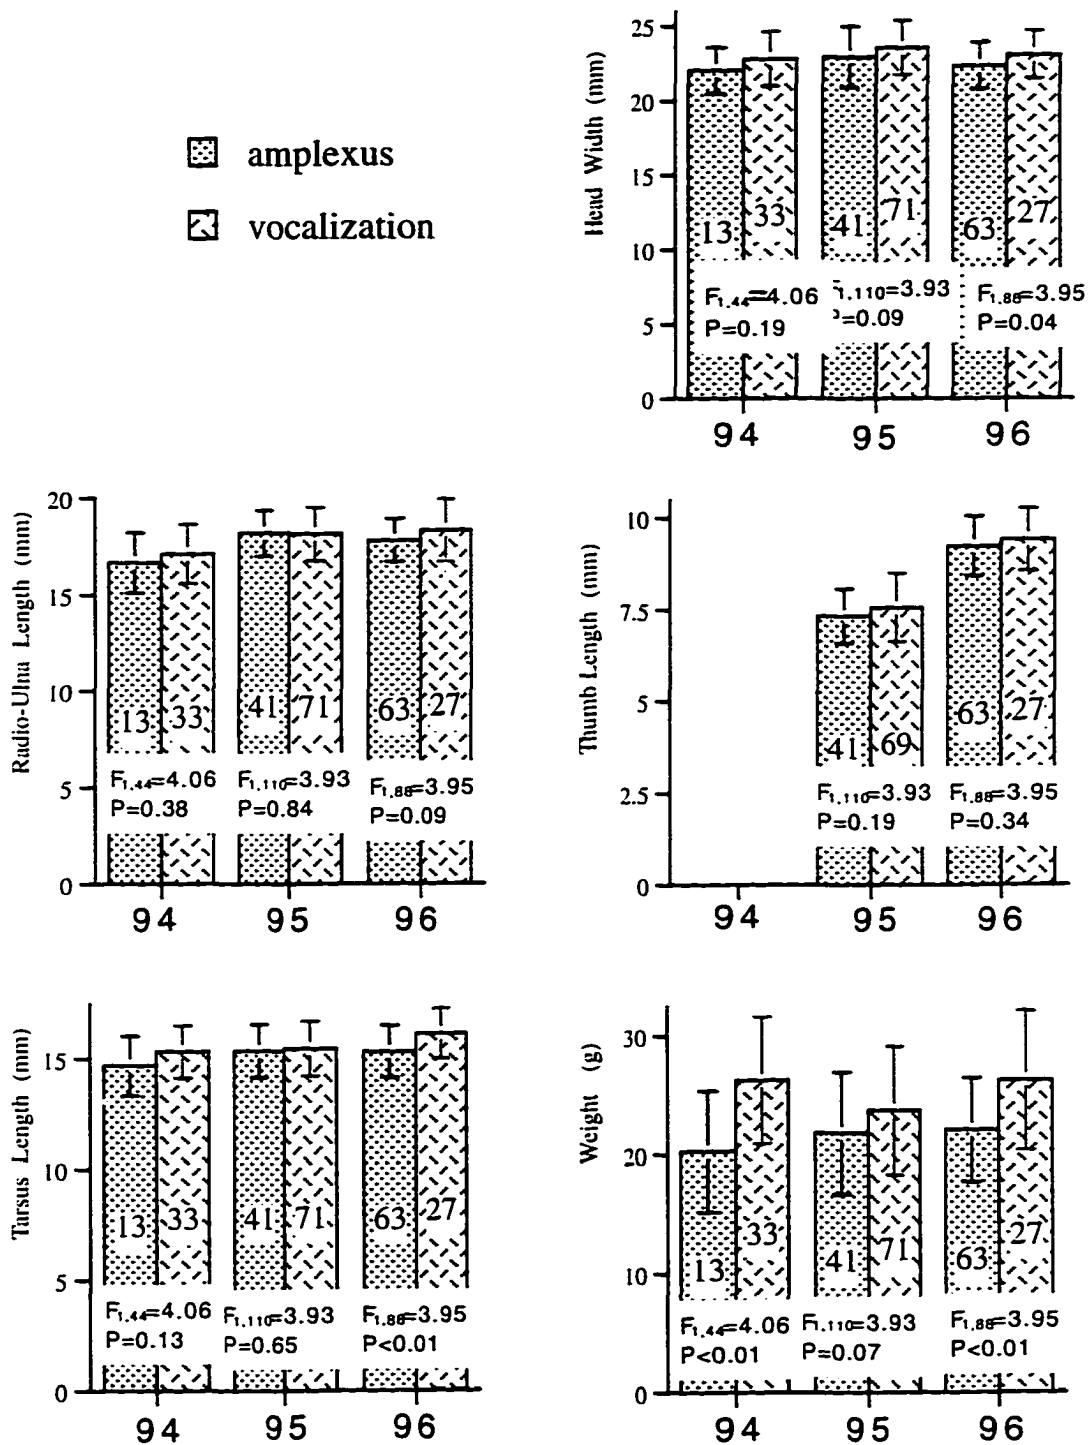 amplexus
vocalization
Head Width (mm)
25
20
15
10
5
0
13
33
41
71
63
27
F1,44=4.06
P=0.19
1,110=3.93
=0.09
F1,88=3.95
P=0.04
94
95
96
Radio-Ulna Length (mm)
20
15
10
5
0
13
33
41
71
63
27
F1,44=4.06
P=0.38
F1,110=3.93
P=0.84
F1,88=3.95
P=0.09
94
95
96
Thumb Length (mm)
10
7.5
5
2.5
0
41
69
63
27
F1,110=3.93
P=0.19
F1,88=3.95
P=0.34
94
95
96
Tarsus Length (mm)
15
10
5
0
13
33
41
71
63
27
F1,44=4.06
P=0.13
F1,110=3.93
P=0.65
F1,88=3.95
P<0.01
94
95
96
Weight (g)
30
20
10
0
13
33
41
71
63
27
F1,44=4.06
P<0.01
F1,110=3.93
P=0.07
F1,88=3.95
P<0.01
94
95
96